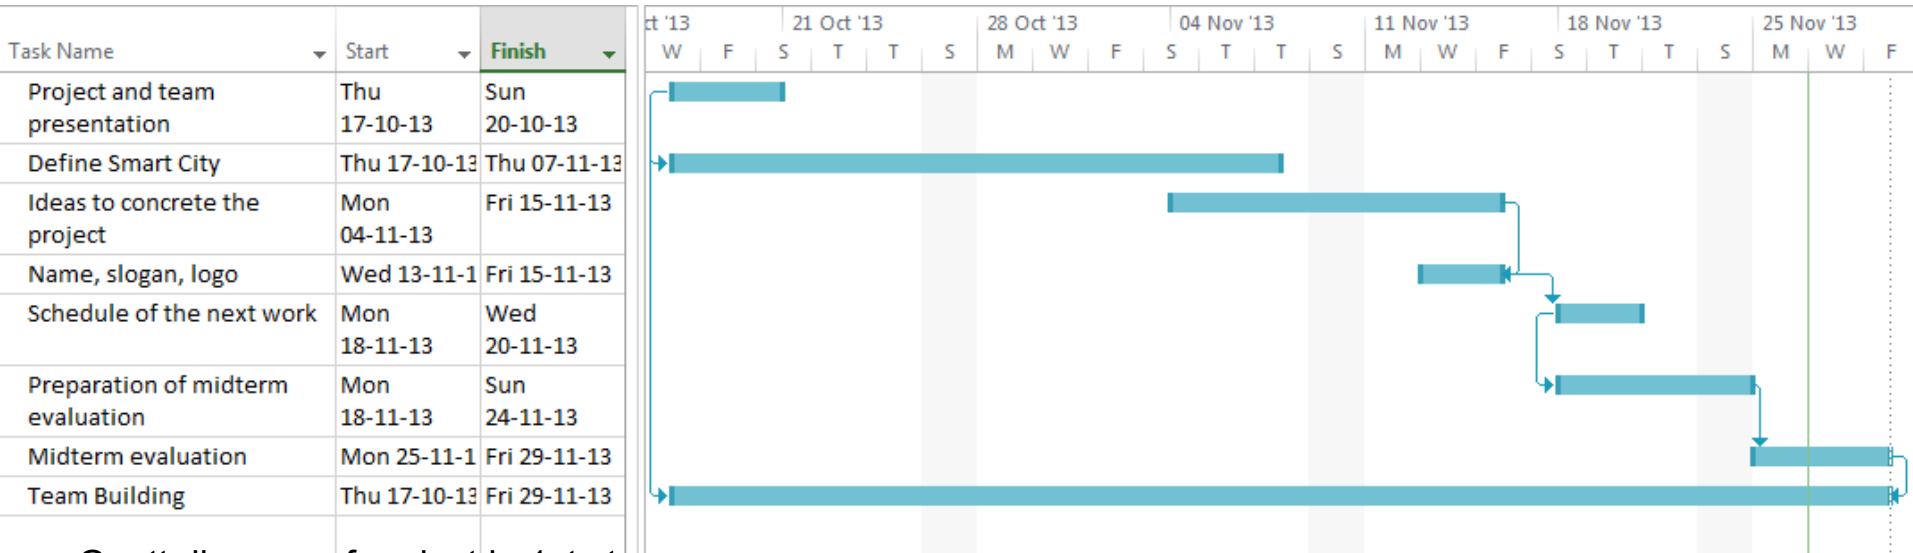 ct '13 21 Oct '13 28 Oct '13 04 Nov '13 11 Nov '13 18 Nov '13 25 Nov '13
Task Name Start Finish W F S T T S M W F S T T S M W F S T T S M W F
Project and team presentation Thu 17-10-13 Sun 20-10-13
Define Smart City Thu 17-10-13 Thu 07-11-13
Ideas to concrete the project Mon 04-11-13 Fri 15-11-13
Name, slogan, logo Wed 13-11-1 Fri 15-11-13
Schedule of the next work Mon 18-11-13 Wed 20-11-13
Preparation of midterm evaluation Mon 18-11-13 Sun 24-11-13
Midterm evaluation Mon 25-11-1 Fri 29-11-13
Team Building Thu 17-10-13 Fri 29-11-13